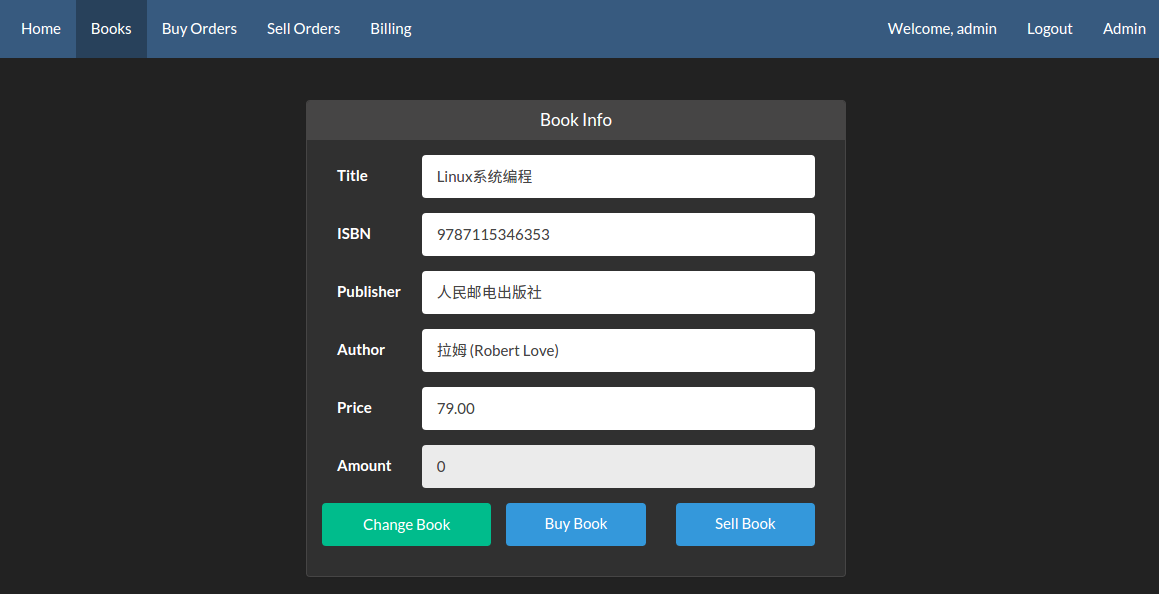 Home Books Buy Orders Sell Orders Billing Welcome, admin Logout Admin
Book Info
Title Linux系统编程
ISBN 9787115346353
Publisher 人民邮电出版社
Author 拉姆 (Robert Love)
Price 79.00
Amount 0
Change Book Buy Book Sell Book